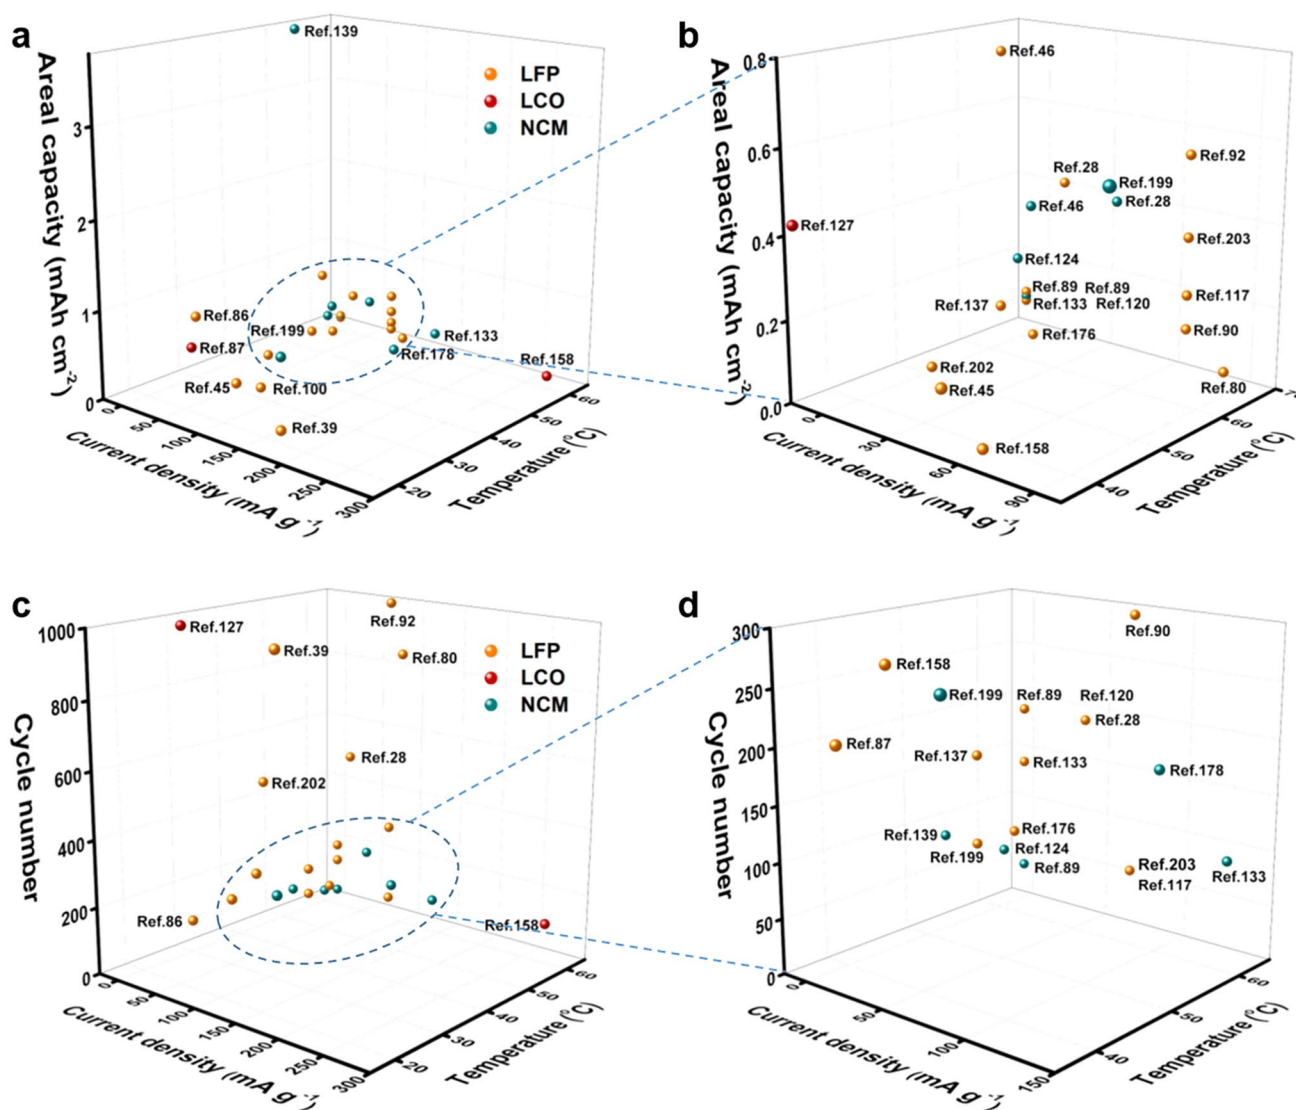 a
Areal capacity (mAh cm-2)
3
2
1
0
Ref.139
LFP
LCO
NCM
Ref.86
Ref.199
Ref.87
Ref.133
Ref.178
Ref.158
Ref.45
Ref.100
Ref.39
0
50
100
150
200
250
300
Current density (mA g-1)
20
30
40
50
60
Temperature (oC)
b
Areal capacity (mAh cm-2)
0.8
0.6
0.4
0.2
0.0
Ref.46
Ref.92
Ref.28
Ref.199
Ref.28
Ref.46
Ref.127
Ref.203
Ref.124
Ref.89 Ref.89
Ref.133 Ref.120
Ref.137
Ref.117
Ref.176
Ref.90
Ref.202
Ref.45
Ref.80
Ref.158
0
30
60
90
Current density (mA g-1)
40
50
60
Temperature (oC)
c
Cycle number
1000
800
600
400
200
0
Ref.127
Ref.92
Ref.39
Ref.80
LFP
LCO
NCM
Ref.28
Ref.202
Ref.86
Ref.158
0
50
100
150
200
250
300
Current density (mA g-1)
20
30
40
50
60
Temperature (oC)
d
Cycle number
300
250
200
150
100
50
0
Ref.90
Ref.158
Ref.199
Ref.89
Ref.120
Ref.28
Ref.87
Ref.137
Ref.133
Ref.178
Ref.139
Ref.176
Ref.199
Ref.124
Ref.89
Ref.203
Ref.117
Ref.133
0
50
100
150
Current density (mA g-1)
40
50
60
Temperature (oC)